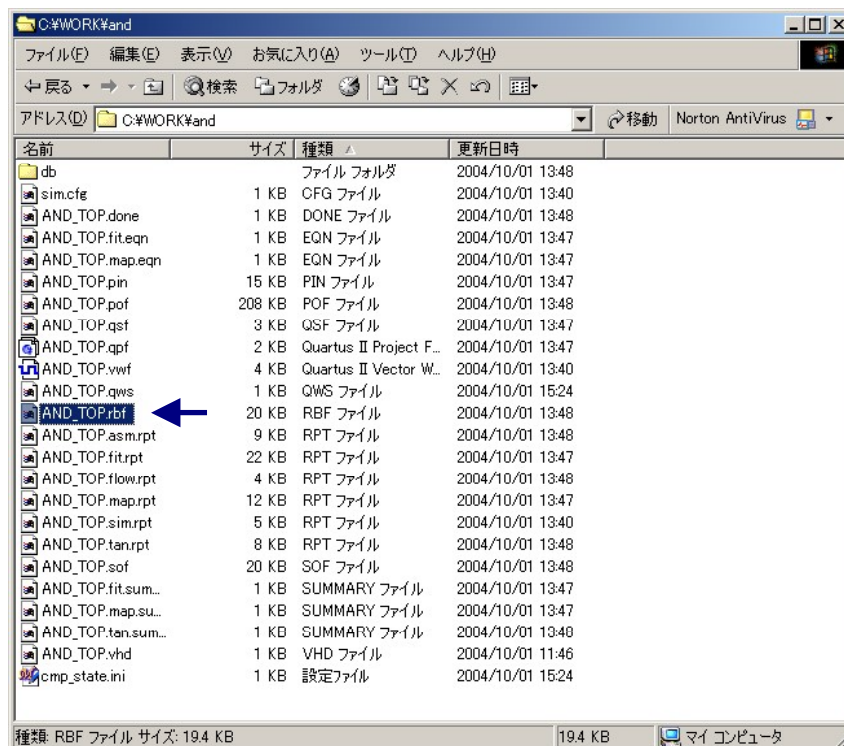 C:¥WORK¥and
ファイル(F) 編集(E) 表示(V) お気に入り(A) ツール(T) ヘルプ(H)
戻る 検索 フォルダ
アドレス(D) C:¥WORK¥and 移動 Norton AntiVirus
名前 サイズ 種類 更新日時
db ファイル フォルダ 2004/10/01 13:48
sim.cfg 1 KB CFG ファイル 2004/10/01 13:40
AND_TOP.done 1 KB DONE ファイル 2004/10/01 13:48
AND_TOP.fit.eqn 1 KB EQN ファイル 2004/10/01 13:47
AND_TOP.map.eqn 1 KB EQN ファイル 2004/10/01 13:47
AND_TOP.pin 15 KB PIN ファイル 2004/10/01 13:47
AND_TOP.pof 208 KB POF ファイル 2004/10/01 13:48
AND_TOP.qsf 3 KB QSF ファイル 2004/10/01 13:47
AND_TOP.qpf 2 KB Quartus II Project F... 2004/10/01 13:47
AND_TOP.vwf 4 KB Quartus II Vector W... 2004/10/01 13:40
AND_TOP.qws 1 KB QWS ファイル 2004/10/01 15:24
AND_TOP.rbf 20 KB RBF ファイル 2004/10/01 13:48
AND_TOP.asm.rpt 9 KB RPT ファイル 2004/10/01 13:48
AND_TOP.fit.rpt 22 KB RPT ファイル 2004/10/01 13:47
AND_TOP.flow.rpt 4 KB RPT ファイル 2004/10/01 13:48
AND_TOP.map.rpt 12 KB RPT ファイル 2004/10/01 13:47
AND_TOP.sim.rpt 5 KB RPT ファイル 2004/10/01 13:40
AND_TOP.tan.rpt 8 KB RPT ファイル 2004/10/01 13:48
AND_TOP.sof 20 KB SOF ファイル 2004/10/01 13:48
AND_TOP.fit.sum... 1 KB SUMMARY ファイル 2004/10/01 13:47
AND_TOP.map.su... 1 KB SUMMARY ファイル 2004/10/01 13:47
AND_TOP.tan.sum... 1 KB SUMMARY ファイル 2004/10/01 13:48
AND_TOP.vhd 1 KB VHD ファイル 2004/10/01 11:46
cmp_state.ini 1 KB 設定ファイル 2004/10/01 15:24
種類: RBF ファイル サイズ: 19.4 KB 19.4 KB マイ コンピュータ